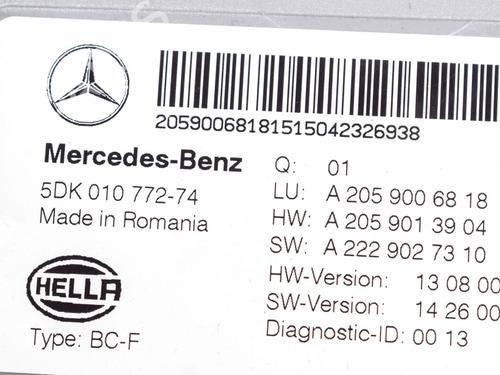 20590068181515042326938
Mercedes-Benz
5DK 010 772-74
Made in Romania
HELLA
Type: BC-F
Q: 01
LU: A 205 900 68 18
HW: A 205 901 39 04
SW: A 222 902 73 10
HW-Version: 13 08 00
SW-Version: 14 26 00
Diagnostic-ID: 00 13